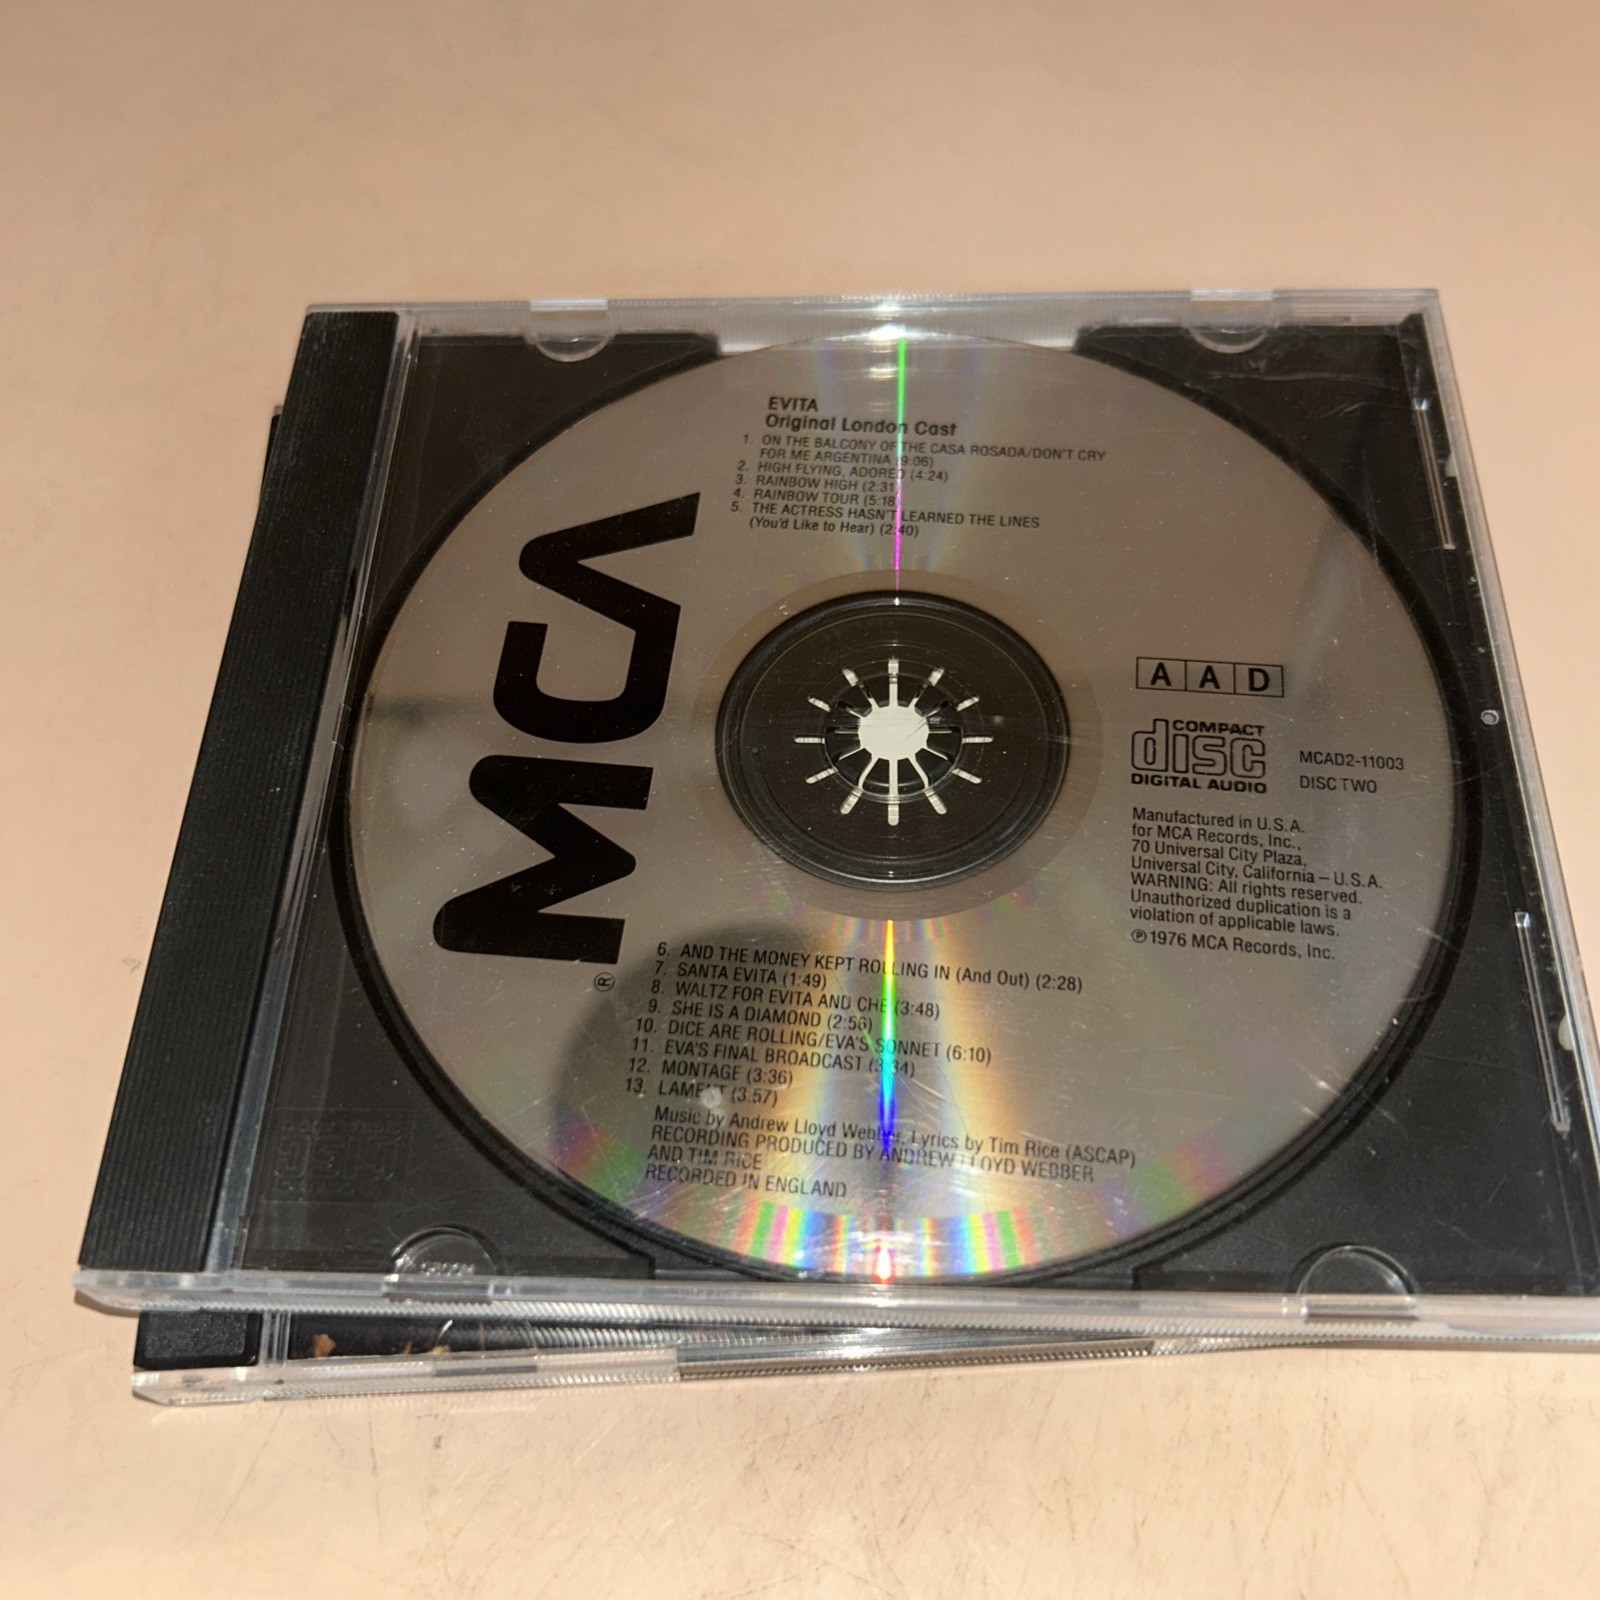 EVITA
Original London Cast
1. ON THE BALCONY OF THE CASA ROSADA/DON'T CRY
FOR ME ARGENTINA (9:06)
2. HIGH FLYING, ADORED (4:24)
3. RAINBOW HIGH (2:31)
4. RAINBOW TOUR (5:18)
5. THE ACTRESS HASN'T LEARNED THE LINES
(You'd Like to Hear) (2:40)
MCA
®
AAD
COMPACT
disc
DIGITAL AUDIO
MCAD2-11003
DISC TWO
Manufactured in U.S.A.
for MCA Records, Inc.,
70 Universal City Plaza,
Universal City, California – U.S.A.
WARNING: All rights reserved.
Unauthorized duplication is a
violation of applicable laws.
℗ 1976 MCA Records, Inc.
6. AND THE MONEY KEPT ROLLING IN (And Out) (2:28)
7. SANTA EVITA (1:49)
8. WALTZ FOR EVITA AND CHE (3:48)
9. SHE IS A DIAMOND (2:56)
10. DICE ARE ROLLING/EVA'S SONNET (6:10)
11. EVA'S FINAL BROADCAST (3:34)
12. MONTAGE (3:36)
13. LAMENT (3:57)
Music by Andrew Lloyd Webber, Lyrics by Tim Rice (ASCAP)
RECORDING PRODUCED BY ANDREW LLOYD WEBBER
AND TIM RICE
RECORDED IN ENGLAND